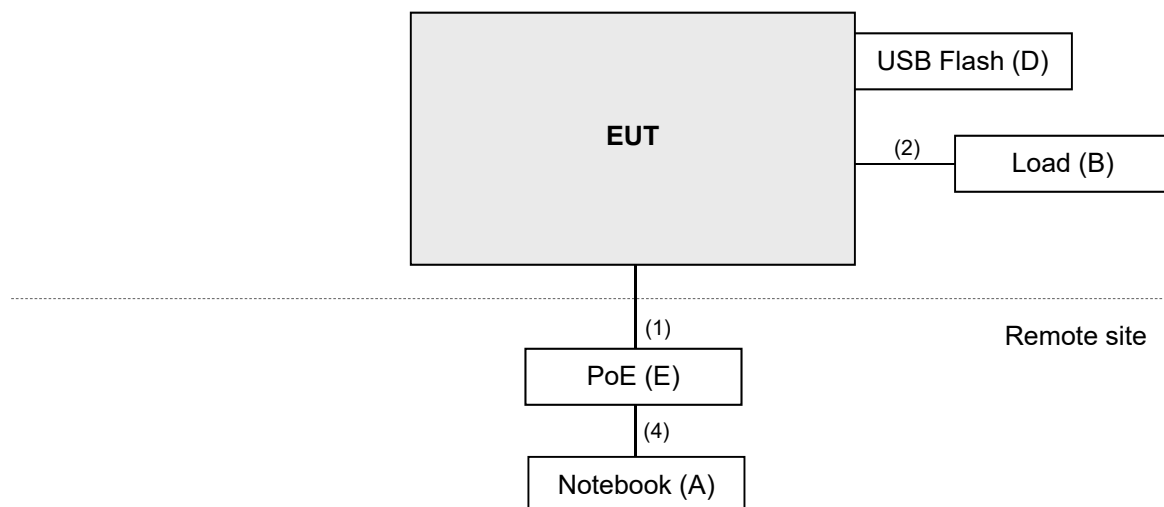 USB Flash (D)
EUT
(2)
Load (B)
(1)
Remote site
PoE (E)
(4)
Notebook (A)